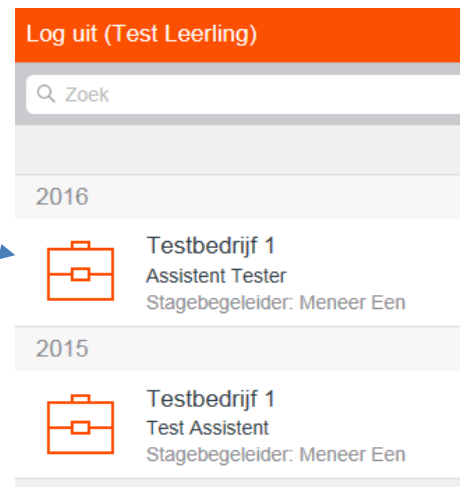 Log uit (Test Leerling)
Zoek
2016
Testbedrijf 1
Assistent Tester
Stagebegeleider: Meneer Een
2015
Testbedrijf 1
Test Assistent
Stagebegeleider: Meneer Een